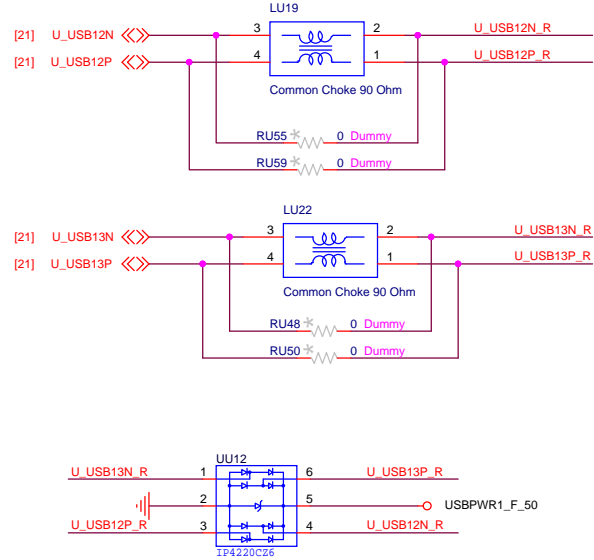 LU19
[21] U_USB12N 3 2 U_USB12N_R
[21] U_USB12P 4 1 U_USB12P_R
Common Choke 90 Ohm
RU55 * 0 Dummy
RU59 0 Dummy
LU22
[21] U_USB13N 3 2 U_USB13N_R
[21] U_USB13P 4 1 U_USB13P_R
Common Choke 90 Ohm
RU48 * 0 Dummy
RU50 * 0 Dummy
UU12
U_USB13N_R 1 6 U_USB13P_R
2 5 USBPWR1_F_50
U_USB12P_R 3 4 U_USB12N_R
IP4220CZ6